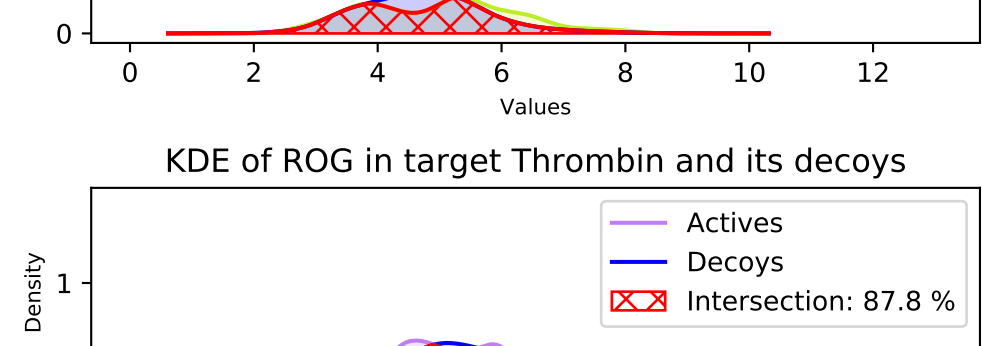 0
0 2 4 6 8 10 12
Values
KDE of ROG in target Thrombin and its decoys
Density
1
Actives
Decoys
Intersection: 87.8 %